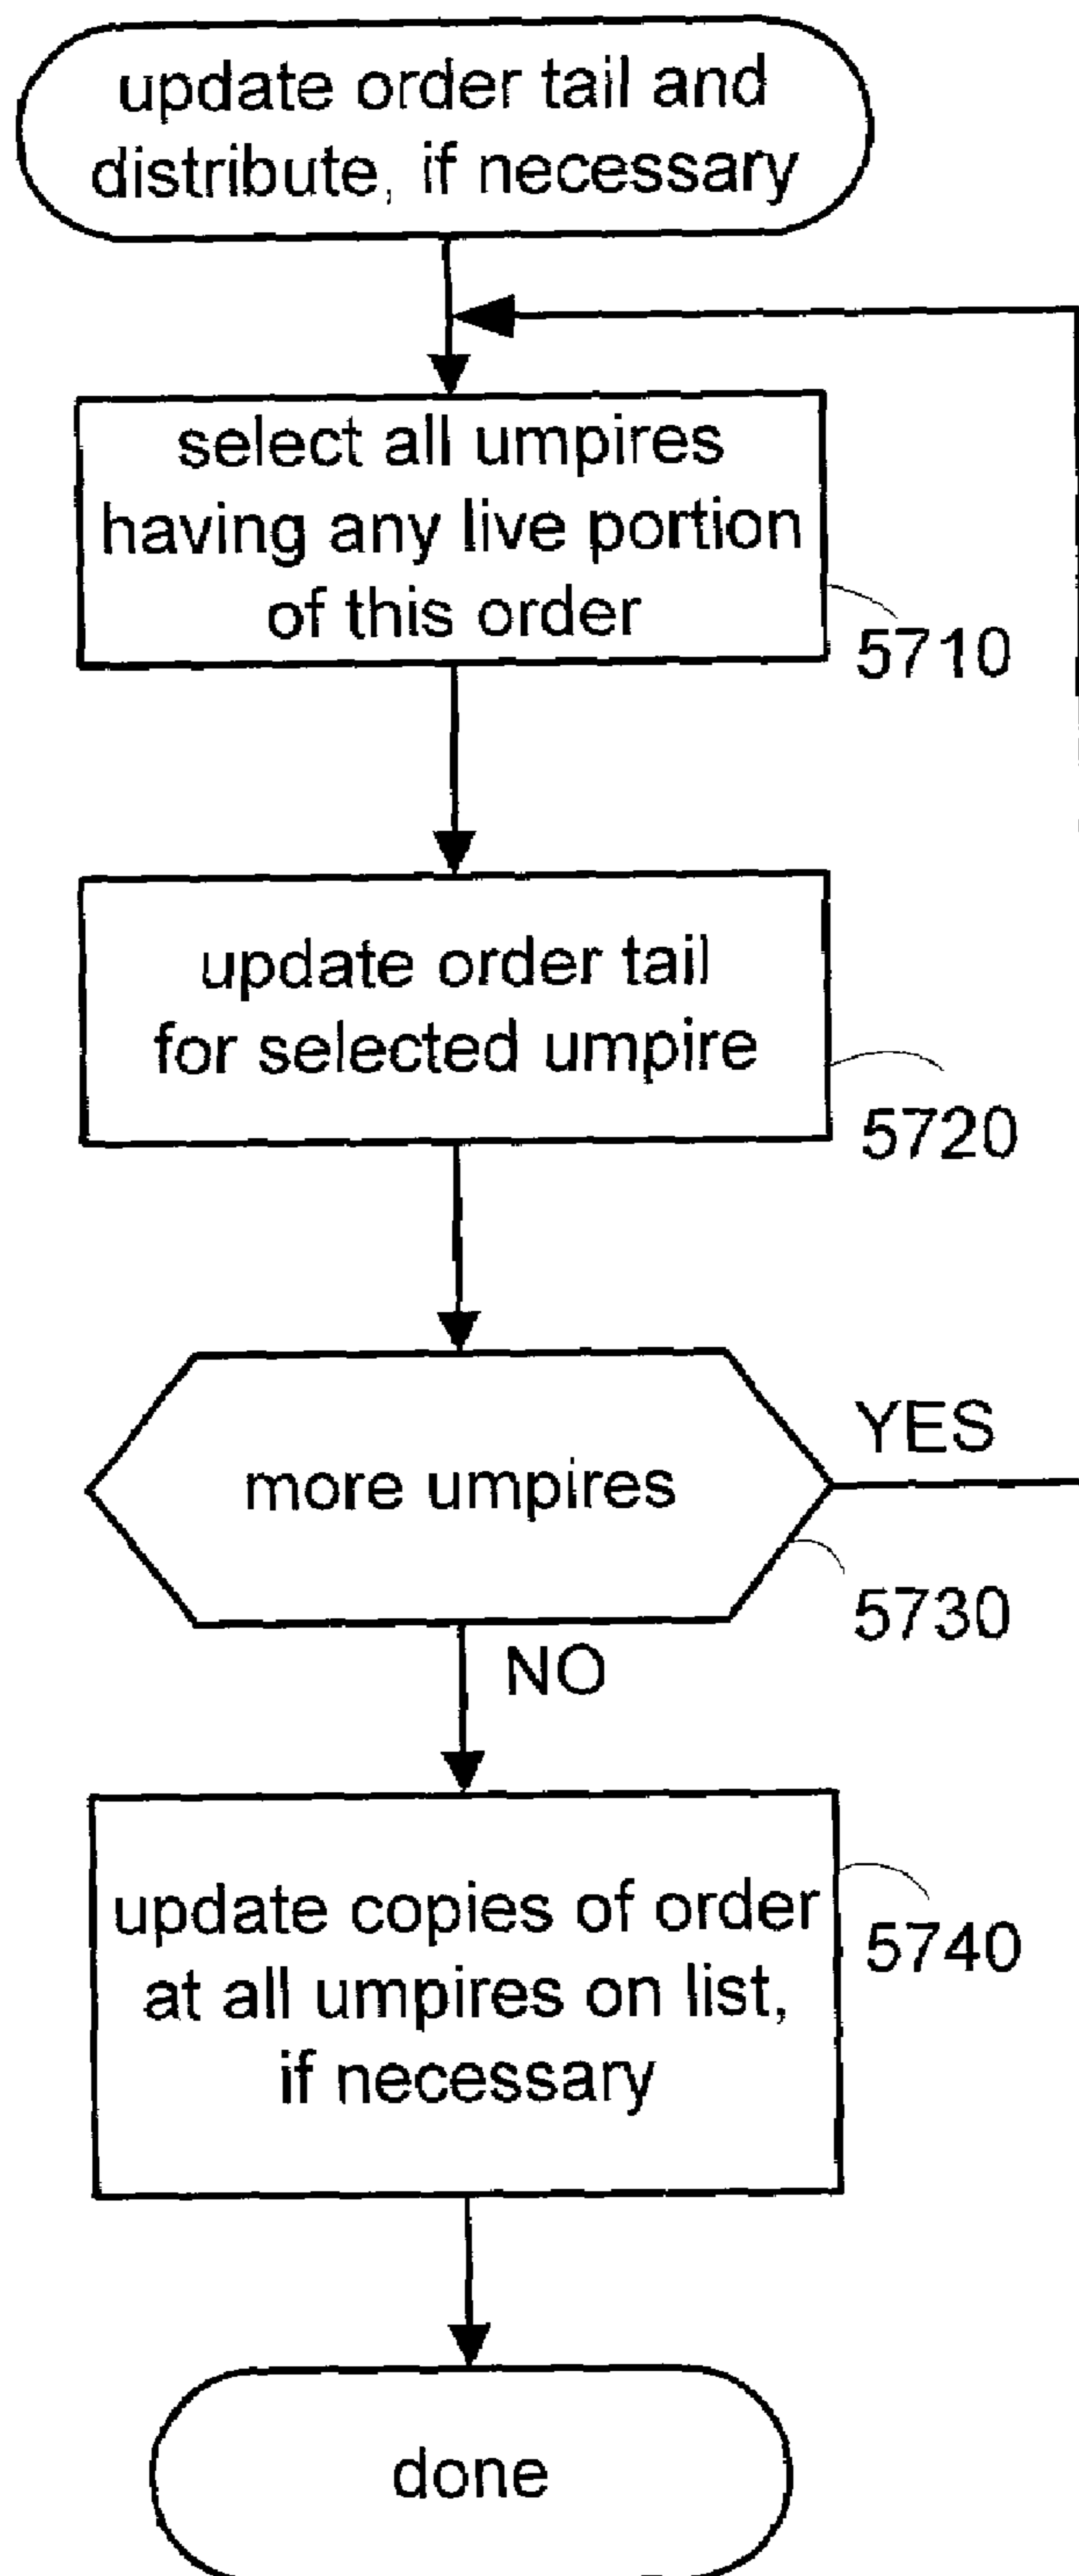 update order tail and
distribute, if necessary
select all umpires
having any live portion
of this order
5710
update order tail
for selected umpire
5720
more umpires
YES
5730
NO
update copies of order
at all umpires on list,
if necessary
5740
done